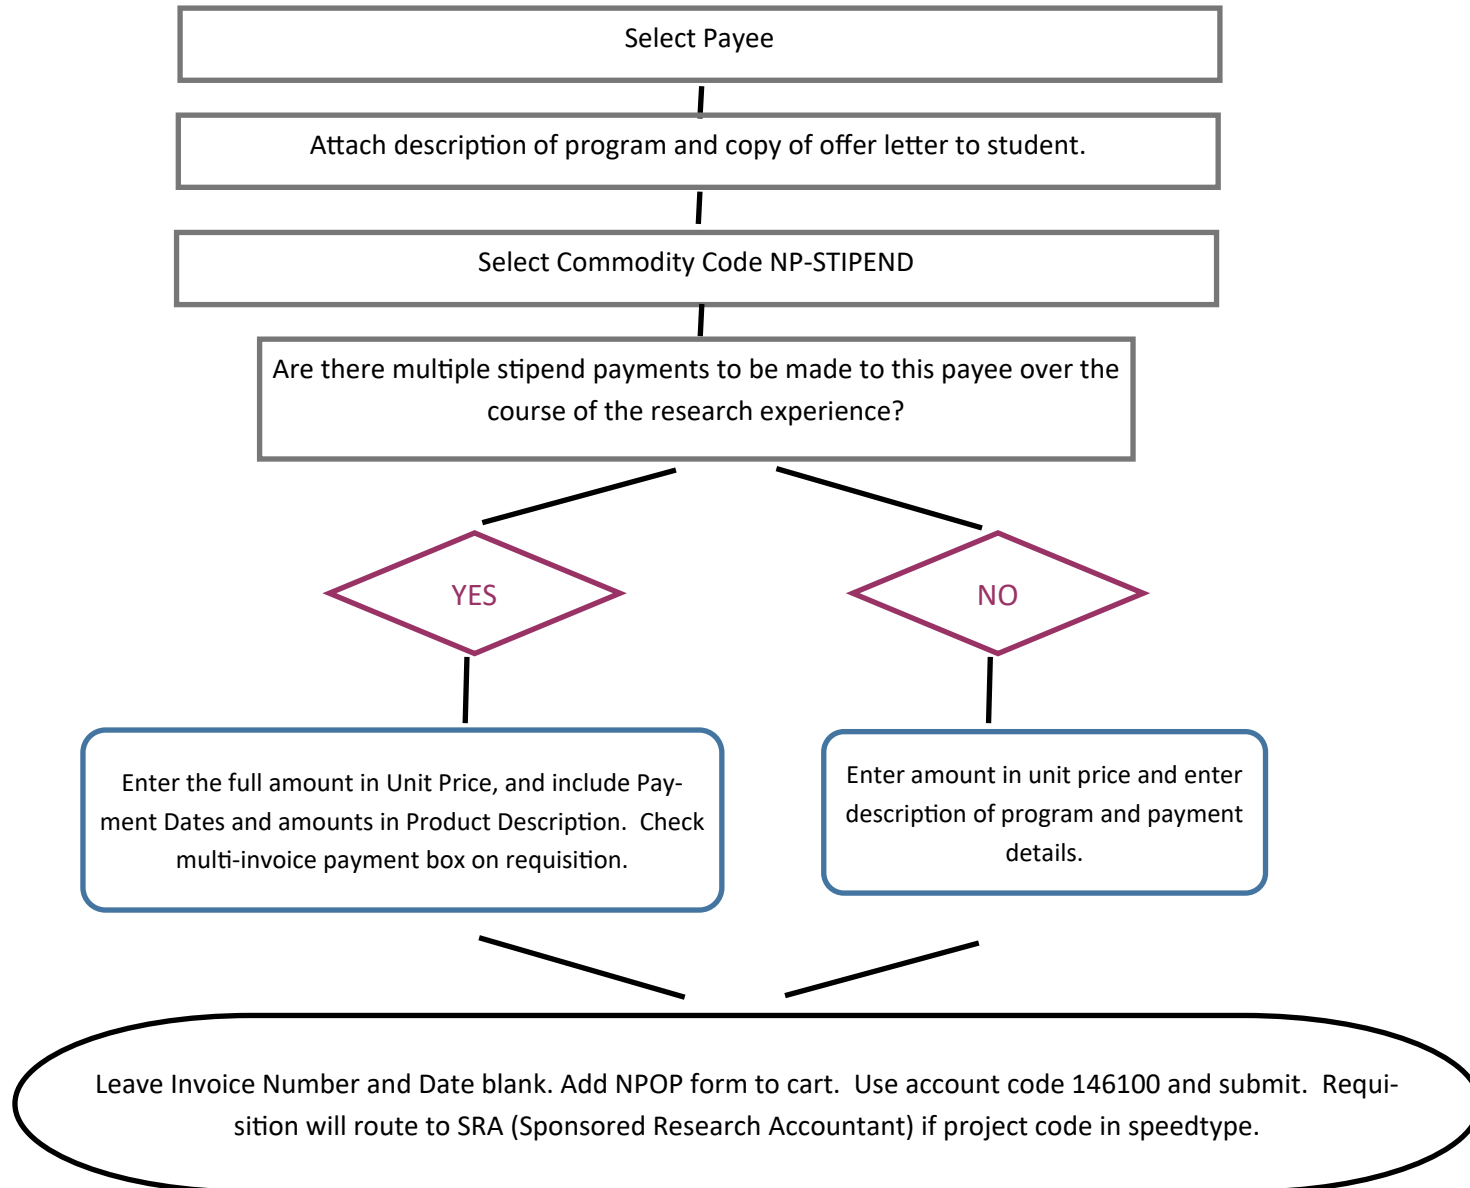 Select Payee
Attach description of program and copy of offer letter to student.
Select Commodity Code NP-STIPEND
Are there multiple stipend payments to be made to this payee over the
course of the research experience?
YES
NO
Enter the full amount in Unit Price, and include Pay-
ment Dates and amounts in Product Description.  Check
multi-invoice payment box on requisition.
Enter amount in unit price and enter
description of program and payment
details.
Leave Invoice Number and Date blank. Add NPOP form to cart.  Use account code 146100 and submit.  Requi-
sition will route to SRA (Sponsored Research Accountant) if project code in speedtype.